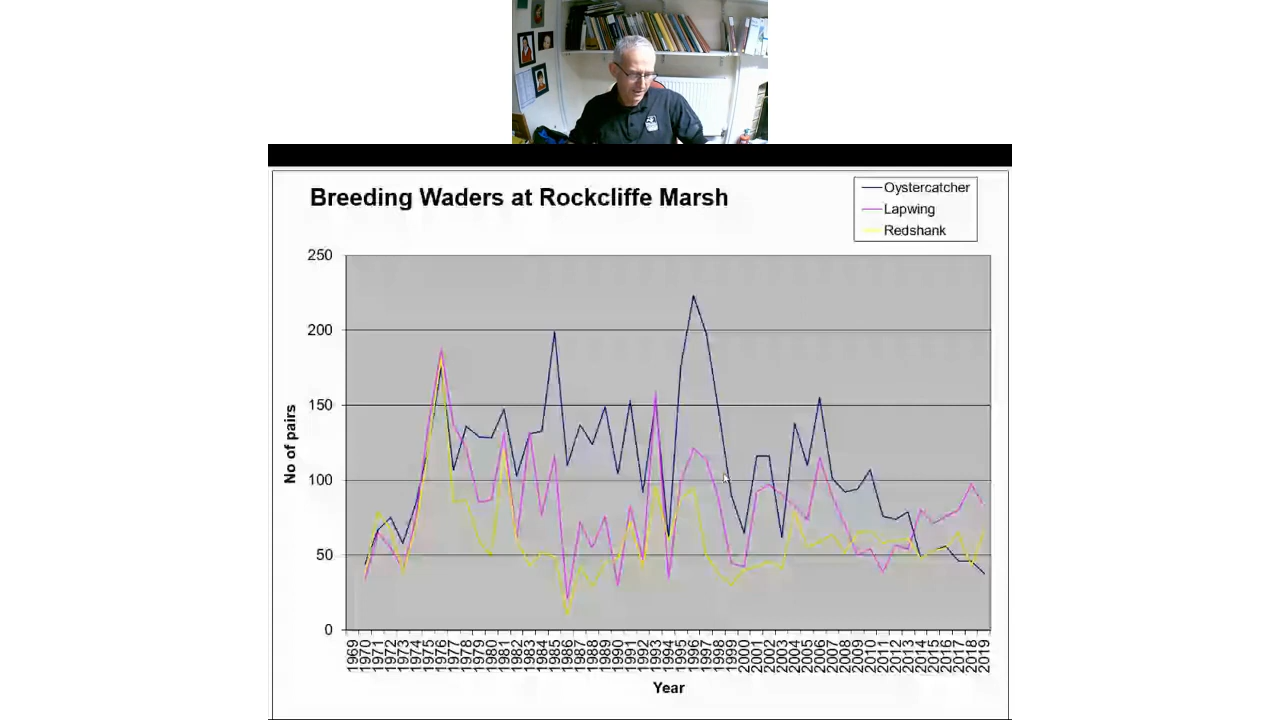 Breeding Waders at Rockcliffe Marsh
Oystercatcher
Lapwing
Redshank
250
200
150
100
50
0
No of pairs
1969 1970 1971 1972 1973 1974 1975 1976 1977 1978 1979 1980 1981 1982 1983 1984 1985 1986 1987 1988 1989 1990 1991 1992 1993 1994 1995 1996 1997 1998 1999 2000 2001 2002 2003 2004 2005 2006 2007 2008 2009 2010 2011 2012 2013 2014 2015 2016 2017 2018 2019
Year